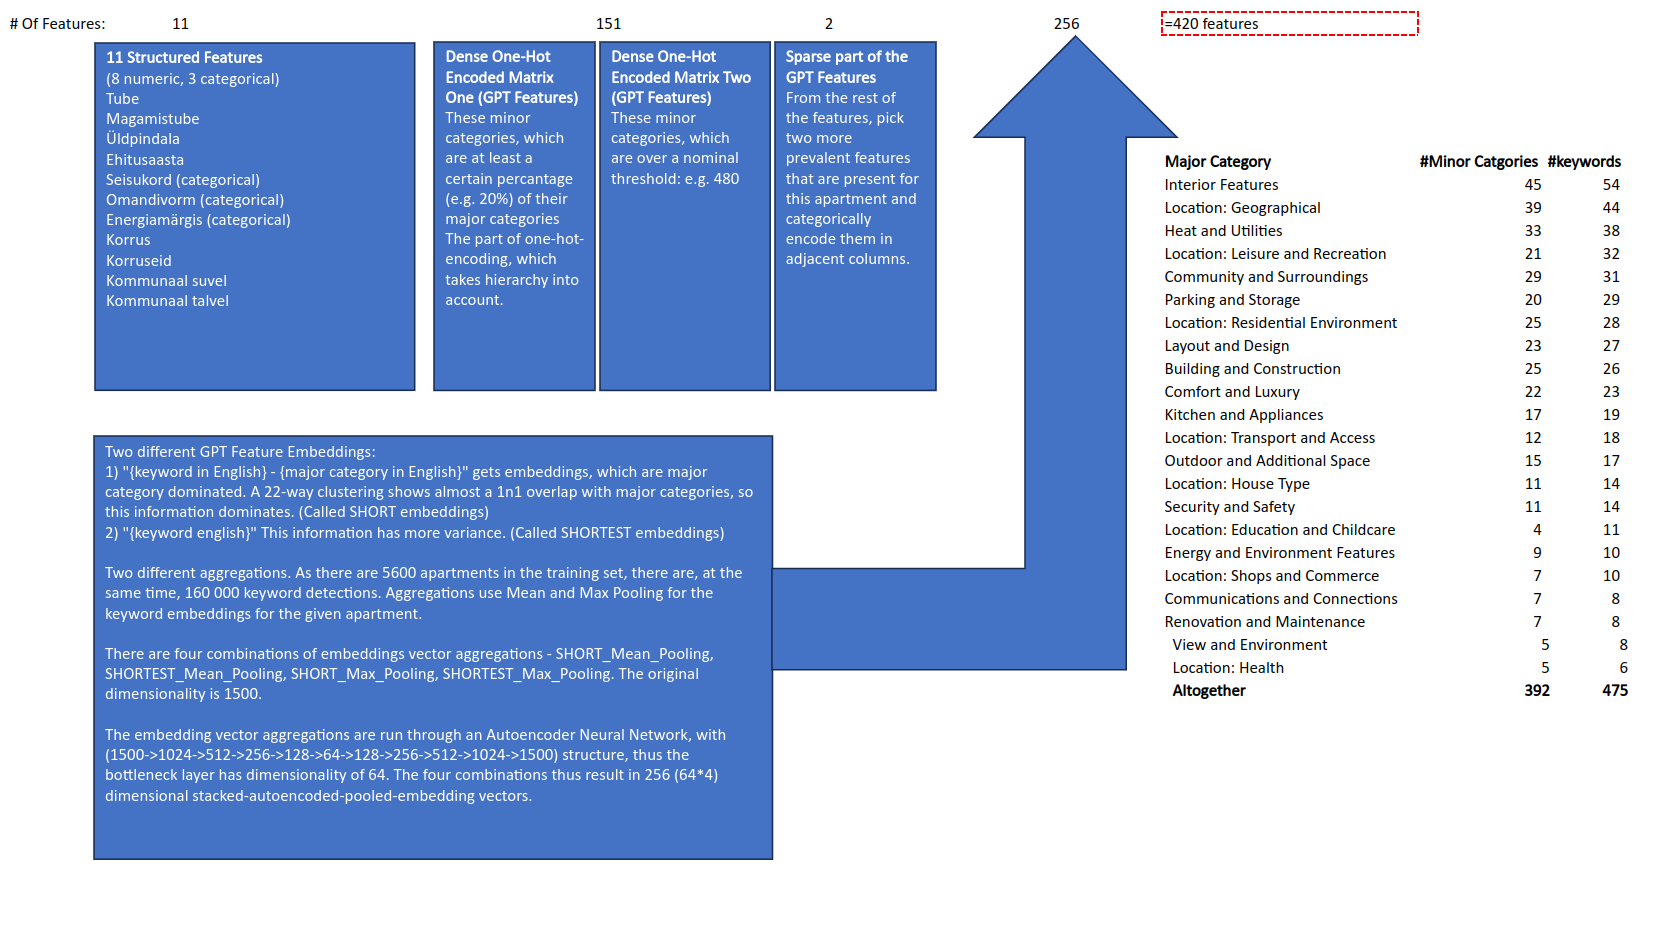 # Of Features: 11 151 2 256 =420 features
11 Structured Features
(8 numeric, 3 categorical)
Tube
Magamistube
Üldpindala
Ehitusaasta
Seisukord (categorical)
Omandivorm (categorical)
Energiamärgis (categorical)
Korrus
Korruseid
Kommunaal suvel
Kommunaal talvel
Dense One-Hot
Encoded Matrix
One (GPT Features)
These minor
categories, which
are at least a
certain percantage
(e.g. 20%) of their
major categories
The part of one-hot-
encoding, which
takes hierarchy into
account.
Dense One-Hot
Encoded Matrix Two
(GPT Features)
These minor
categories, which
are over a nominal
threshold: e.g. 480
Sparse part of the
GPT Features
From the rest of
the features, pick
two more
prevalent features
that are present for
this apartment and
categorically
encode them in
adjacent columns.
Two different GPT Feature Embeddings:
1) "{keyword in English} - {major category in English}" gets embeddings, which are major
category dominated. A 22-way clustering shows almost a 1n1 overlap with major categories, so
this information dominates. (Called SHORT embeddings)
2) "{keyword english}" This information has more variance. (Called SHORTEST embeddings)
Two different aggregations. As there are 5600 apartments in the training set, there are, at the
same time, 160 000 keyword detections. Aggregations use Mean and Max Pooling for the
keyword embeddings for the given apartment.
There are four combinations of embeddings vector aggregations - SHORT_Mean_Pooling,
SHORTEST_Mean_Pooling, SHORT_Max_Pooling, SHORTEST_Max_Pooling. The original
dimensionality is 1500.
The embedding vector aggregations are run through an Autoencoder Neural Network, with
(1500->1024->512->256->128->64->128->256->512->1024->1500) structure, thus the
bottleneck layer has dimensionality of 64. The four combinations thus result in 256 (64*4)
dimensional stacked-autoencoded-pooled-embedding vectors.
Major Category #Minor Catgories #keywords
Interior Features 45 54
Location: Geographical 39 44
Heat and Utilities 33 38
Location: Leisure and Recreation 21 32
Community and Surroundings 29 31
Parking and Storage 20 29
Location: Residential Environment 25 28
Layout and Design 23 27
Building and Construction 25 26
Comfort and Luxury 22 23
Kitchen and Appliances 17 19
Location: Transport and Access 12 18
Outdoor and Additional Space 15 17
Location: House Type 11 14
Security and Safety 11 14
Location: Education and Childcare 4 11
Energy and Environment Features 9 10
Location: Shops and Commerce 7 10
Communications and Connections 7 8
Renovation and Maintenance 7 8
View and Environment 5 8
Location: Health 5 6
Altogether 392 475